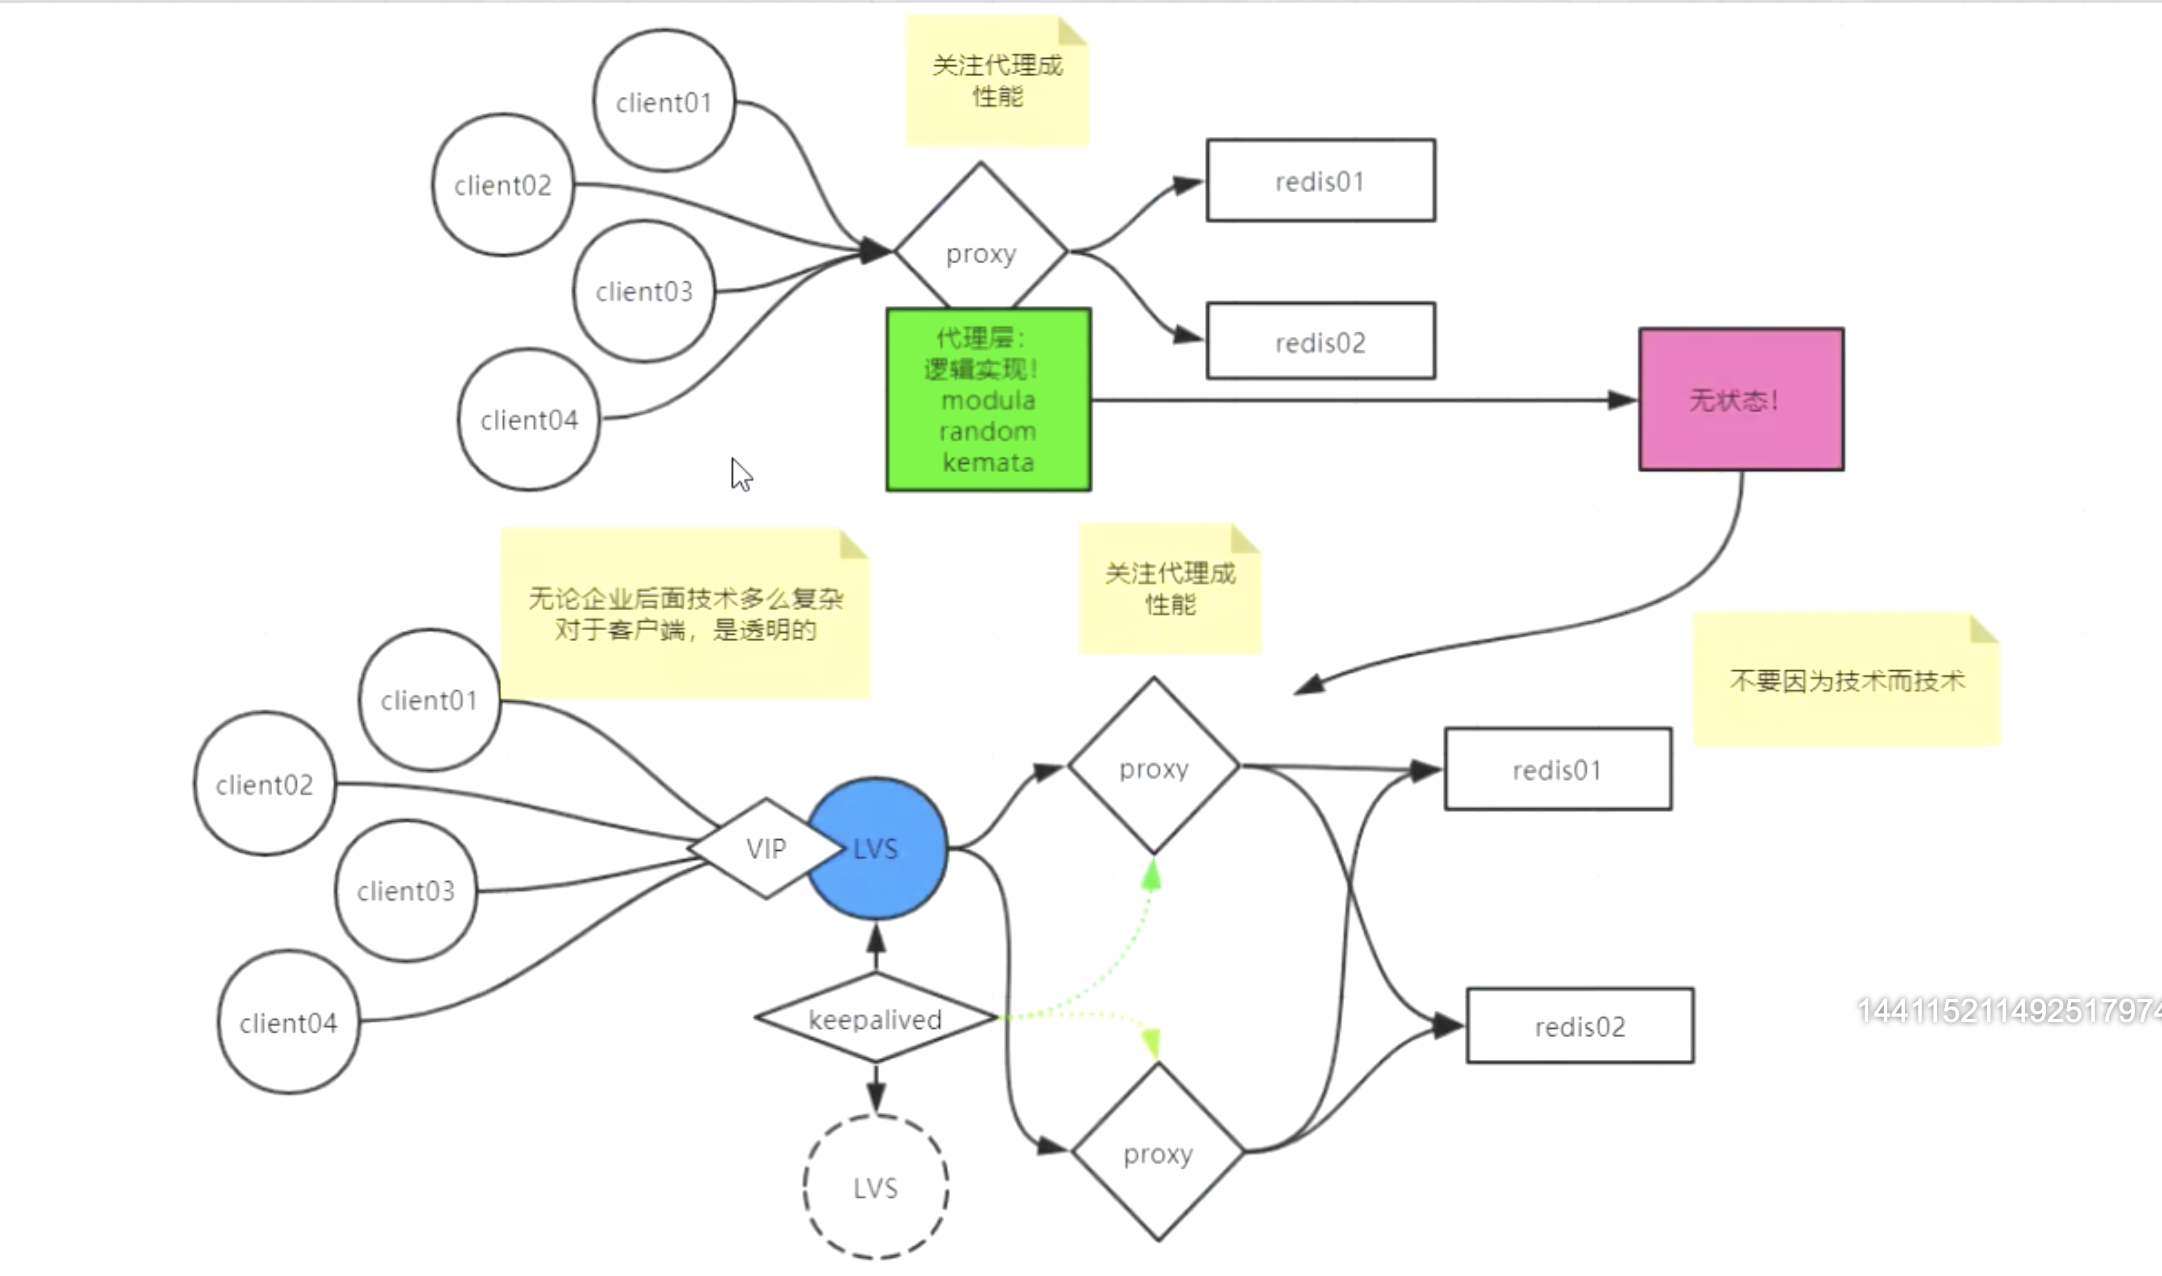 client01
关注代理成
性能
client02
redis01
proxy
client03
redis02
代理层：
逻辑实现！
modula
random
kemata
无状态！
client04
无论企业后面技术多么复杂
对于客户端，是透明的
关注代理成
性能
不要因为技术而技术
client01
client02
proxy
redis01
VIP
LVS
client03
client04
keepalived
redis02
144115211492517974
proxy
LVS